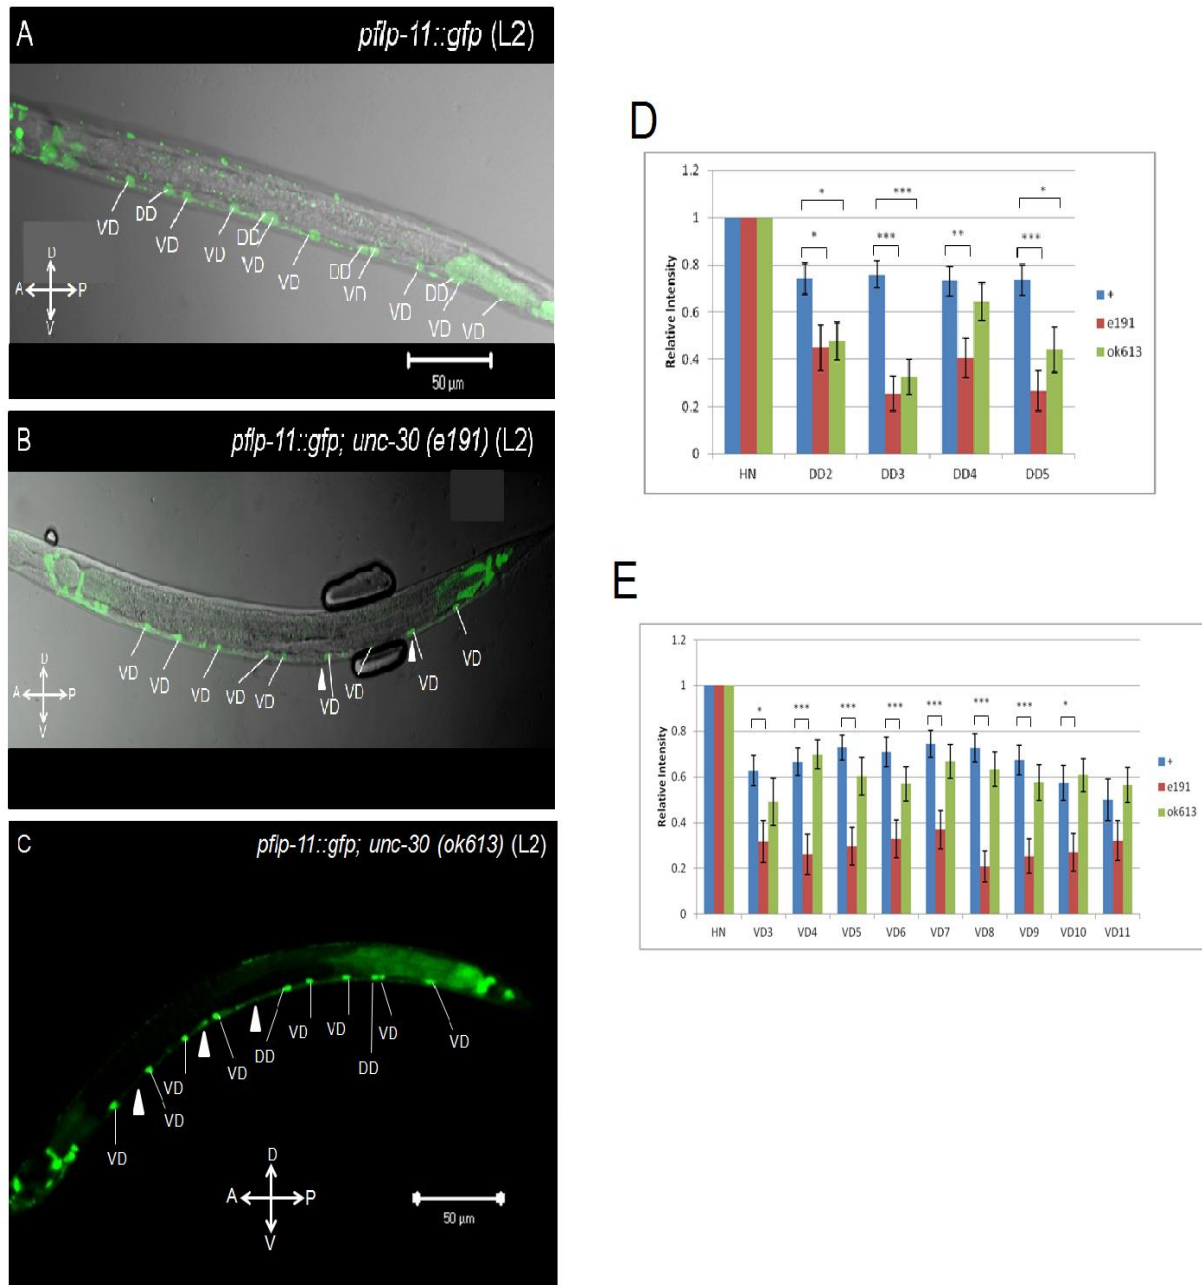 A
pflp-11::gfp (L2)
VD
DD
VD
VD
DD
VD
VD
DD
VD
VD
DD
VD
VD
D
A
P
V
50 µm
B
pflp-11::gfp; unc-30 (e191) (L2)
VD
VD
VD
VD
VD
VD
VD
VD
VD
D
A
P
V
C
pflp-11::gfp; unc-30 (ok613) (L2)
VD
VD
VD
VD
DD
VD
VD
DD
VD
VD
D
A
P
V
50 µm
D
Relative Intensity
1.2
1
0.8
0.6
0.4
0.2
0
* *** *
* *** ** ***
HN DD2 DD3 DD4 DD5
+
e191
ok613
E
Relative Intensity
1.2
1
0.8
0.6
0.4
0.2
0
* *** *** *** *** *** *** *
HN VD3 VD4 VD5 VD6 VD7 VD8 VD9 VD10 VD11
+
e191
ok613